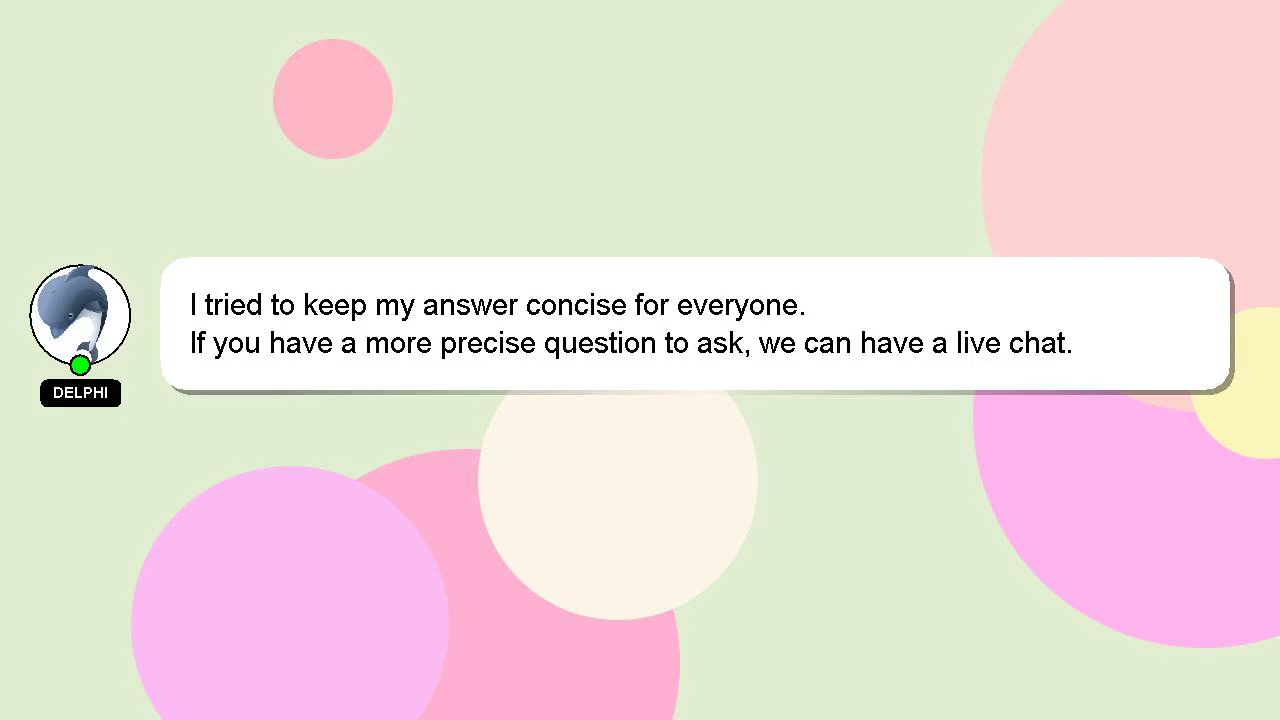 I tried to keep my answer concise for everyone.
If you have a more precise question to ask, we can have a live chat.
DELPHI